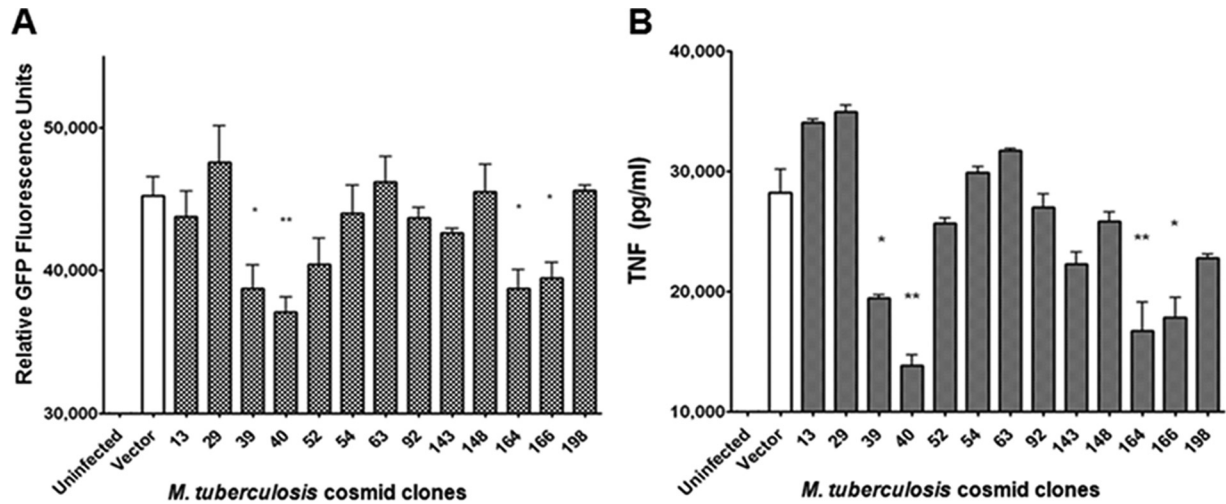 A
Relative GFP Fluorescence Units
50,000
40,000
30,000
* ** * *
Uninfected Vector 13 29 39 40 52 54 63 92 143 148 164 166 198
M. tuberculosis cosmid clones
B
TNF (pg/ml)
40,000
30,000
20,000
10,000
* ** ** *
Uninfected Vector 13 29 39 40 52 54 63 92 143 148 164 166 198
M. tuberculosis cosmid clones